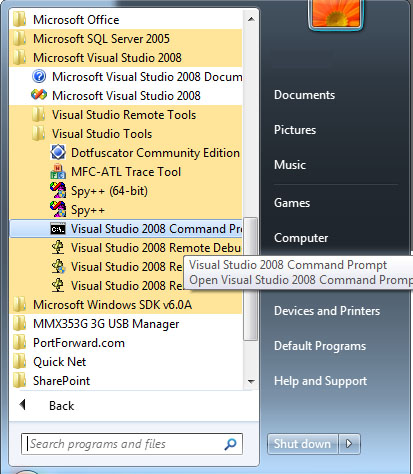 Microsoft Office
Microsoft SQL Server 2005
Microsoft Visual Studio 2008
Microsoft Visual Studio 2008 Docum
Microsoft Visual Studio 2008
Visual Studio Remote Tools
Visual Studio Tools
Dotfuscator Community Edition
MFC-ATL Trace Tool
Spy++ (64-bit)
Spy++
Visual Studio 2008 Command Pro
Visual Studio 2008 Remote Debu
Visual Studio 2008 Re
Visual Studio 2008 Re
Microsoft Windows SDK v6.0A
MMX353G 3G USB Manager
PortForward.com
Quick Net
SharePoint
Back
Search programs and files
Documents
Pictures
Music
Games
Computer
Visual Studio 2008 Command Prompt
Open Visual Studio 2008 Command Promp
Devices and Printers
Default Programs
Help and Support
Shut down